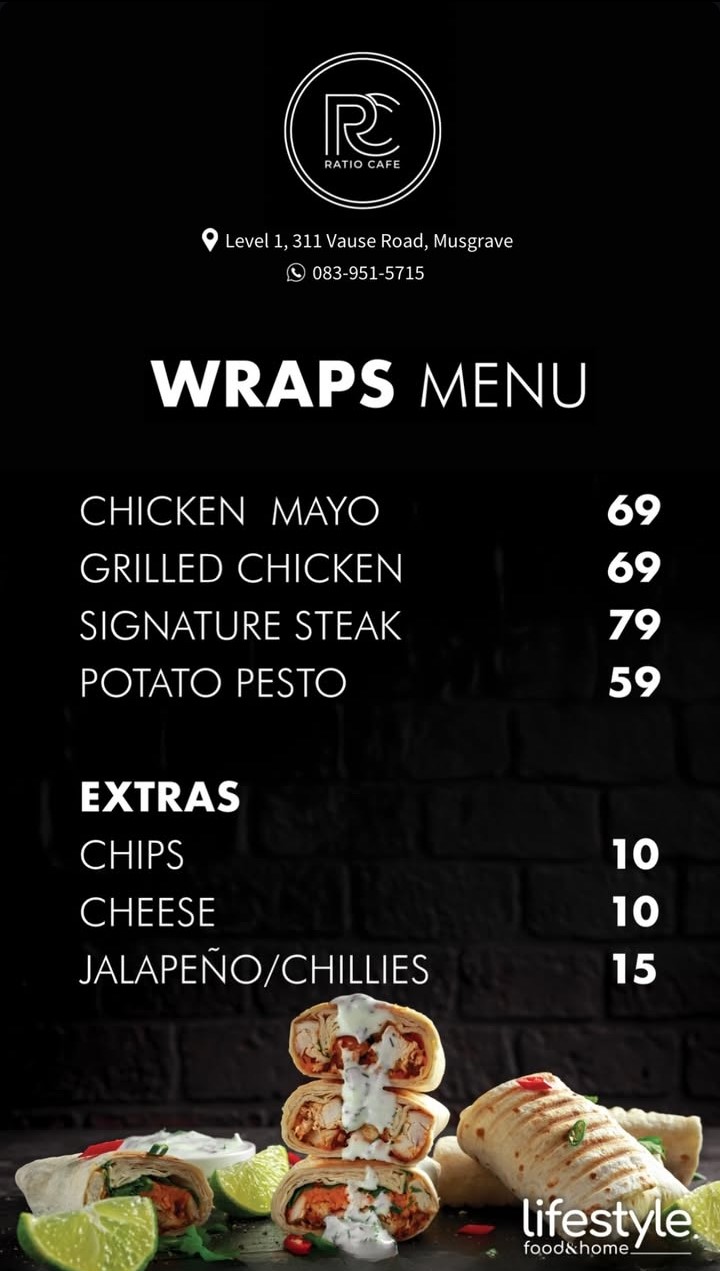 RC
RATIO CAFE
Level 1, 311 Vause Road, Musgrave
083-951-5715
WRAPS MENU
CHICKEN MAYO 69
GRILLED CHICKEN 69
SIGNATURE STEAK 79
POTATO PESTO 59
EXTRAS
CHIPS 10
CHEESE 10
JALAPEÑO/CHILLIES 15
lifestyle.
food&home